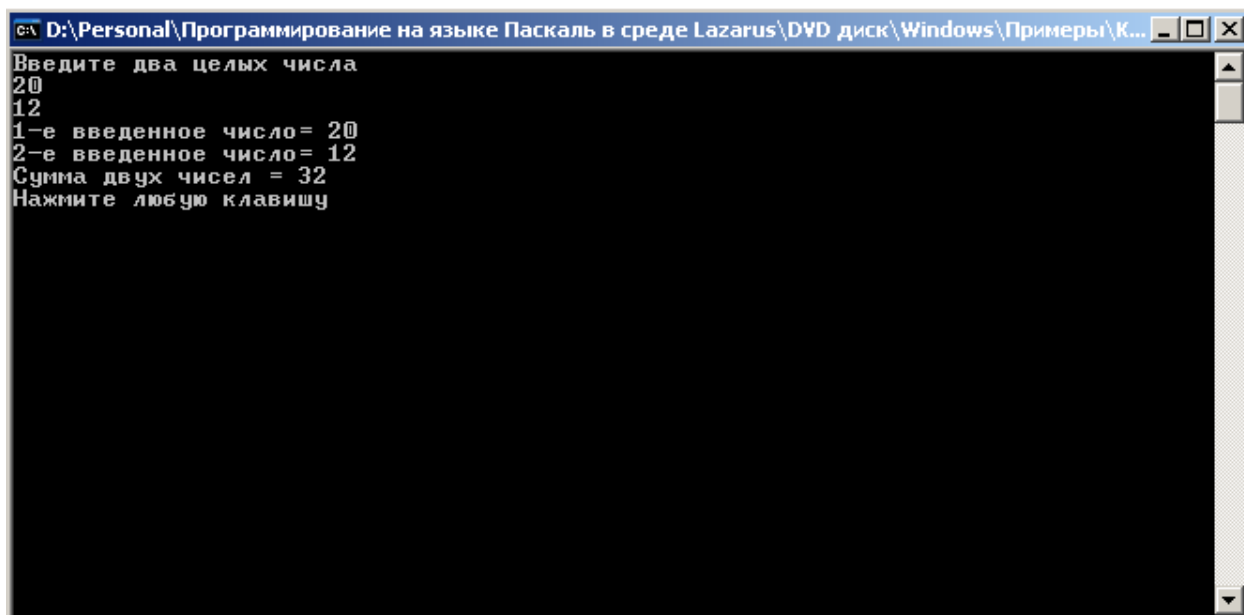 D:\Personal\Программирование на языке Паскаль в среде Lazarus\DVD диск\Windows\Примеры\К...
Введите два целых числа
20
12
1-е введенное число= 20
2-е введенное число= 12
Сумма двух чисел = 32
Нажмите любую клавишу